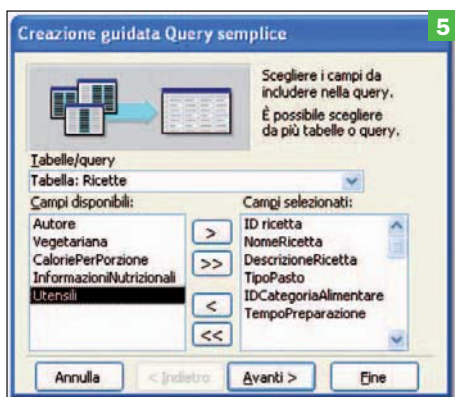 Creazione guidata Query semplice
5
Scegliere i campi da
includere nella query.
È possibile scegliere
da più tabelle o query.
Tabelle/query
Tabella: Ricette
Campi disponibili:
Autore
Vegetariana
CaloriePerPorzione
InformazioniNutrizionali
Utensili
>
>>
<
<<
Campi selezionati:
ID ricetta
NomeRicetta
DescrizioneRicetta
TipoPasto
IDCategoriaAlimentare
TempoPreparazione
Annulla
< Indietro
Avanti >
Fine